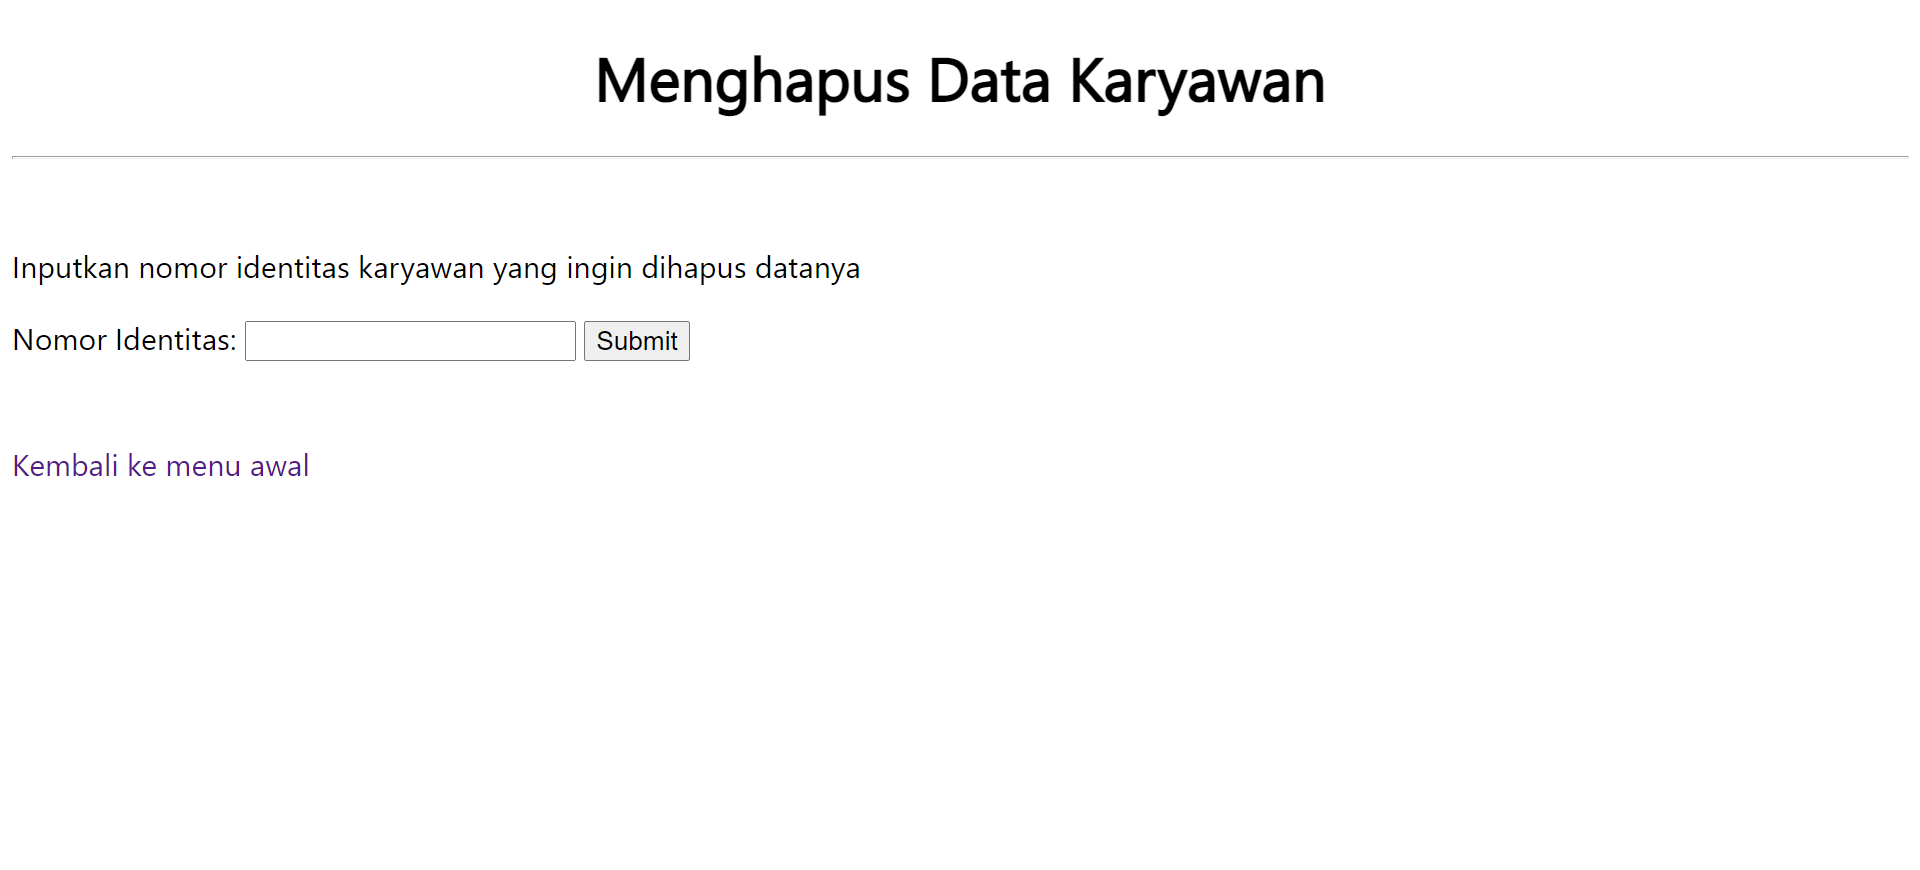 Menghapus Data Karyawan
Inputkan nomor identitas karyawan yang ingin dihapus datanya
Nomor Identitas: Submit
Kembali ke menu awal